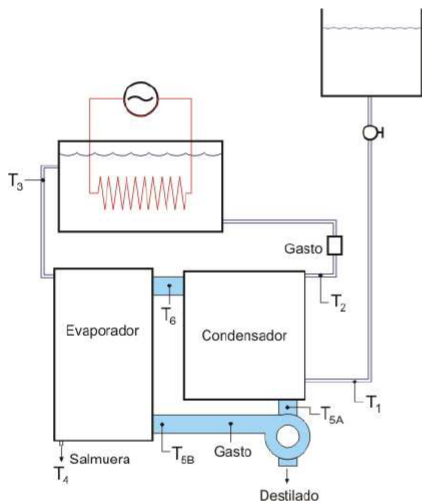 T3
Gasto
T2
Evaporador
T6
Condensador
T1
T5A
T5B
Gasto
T4
Salmuera
Destilado